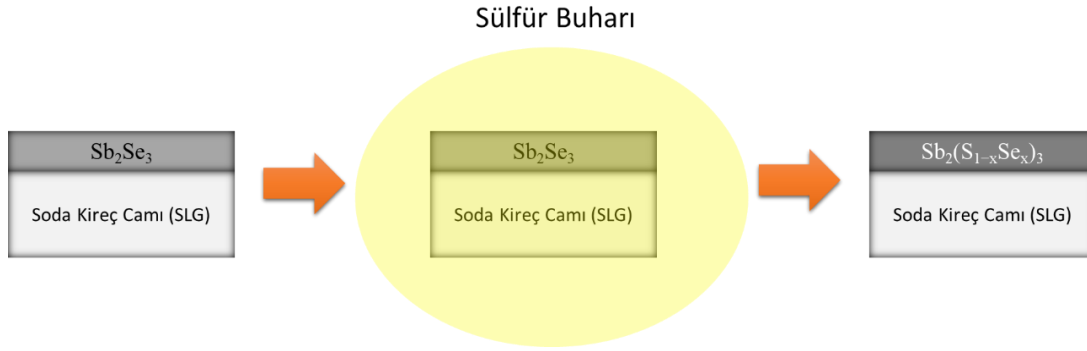 Sülfür Buharı
Sb₂Se₃
Soda Kireç Camı (SLG)
Sb₂Se₃
Soda Kireç Camı (SLG)
Sb₂(S₁₋ₓSeₓ)₃
Soda Kireç Camı (SLG)